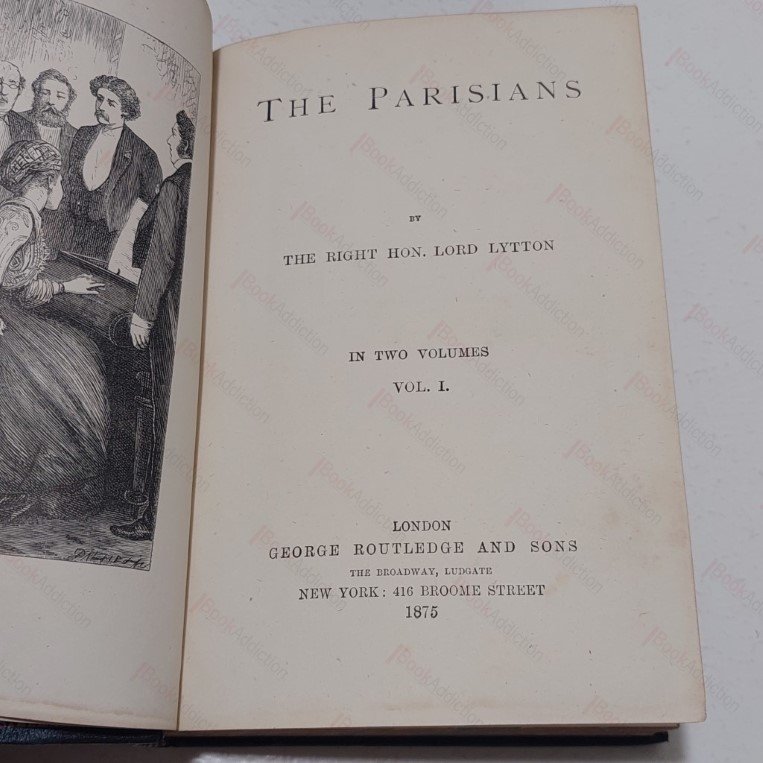 THE PARISIANS
BY
THE RIGHT HON. LORD LYTTON
IN TWO VOLUMES
VOL. I.
LONDON
GEORGE ROUTLEDGE AND SONS
THE BROADWAY, LUDGATE
NEW YORK: 416 BROOME STREET
1875
BookAddiction